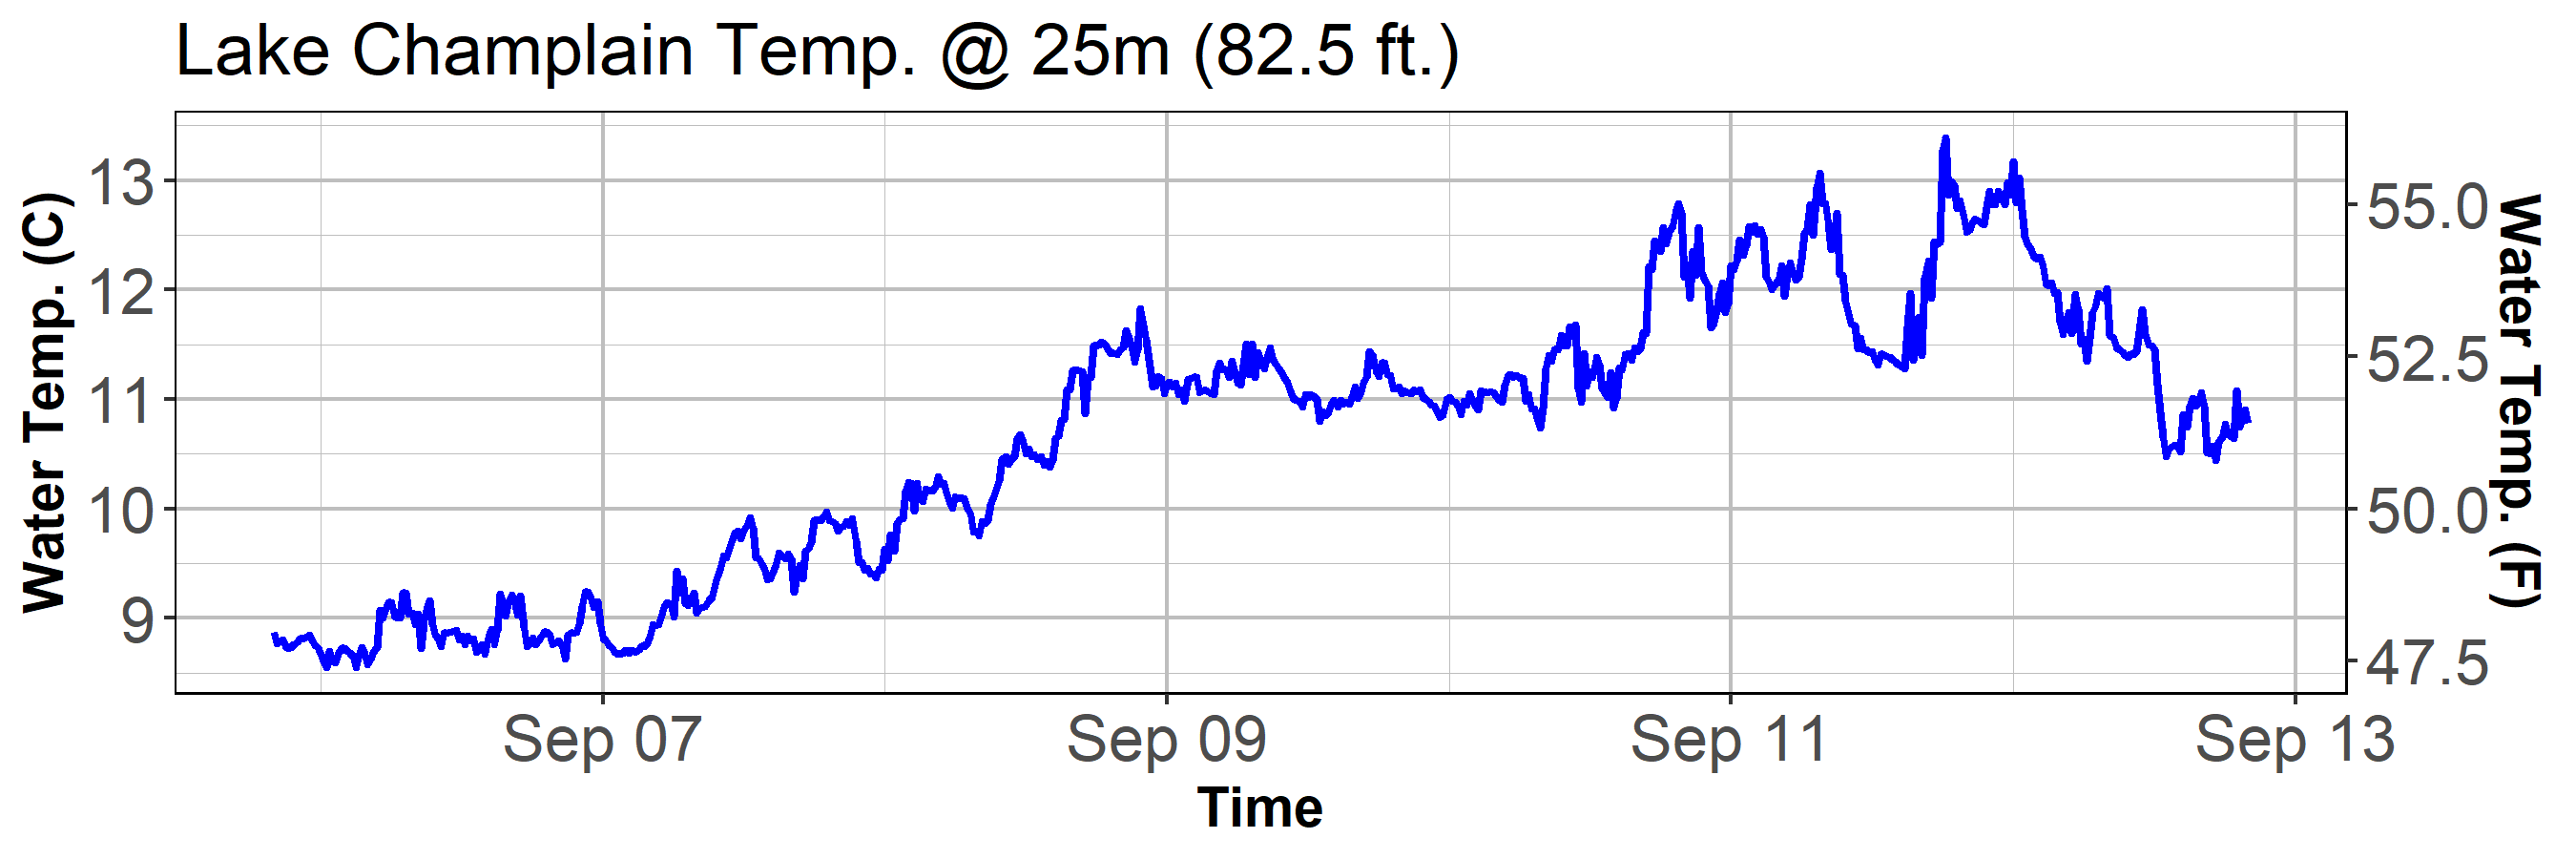 Lake Champlain Temp. @ 25m (82.5 ft.)
Water Temp. (C)
13
12
11
10
9
55.0
52.5
50.0
47.5
Water Temp. (F)
Sep 07
Sep 09
Sep 11
Sep 13
Time